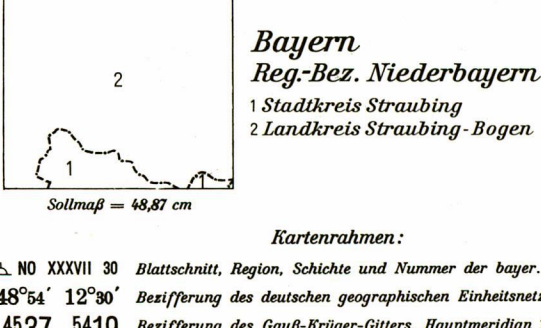 2
Bayern
Reg.-Bez. Niederbayern
1 Stadtkreis Straubing
2 Landkreis Straubing-Bogen
1
1
Sollmaß = 48,87 cm
Kartenrahmen:
NO XXXVII 30 Blattschnitt, Region, Schichte und Nummer der bayer.
48°54′ 12°30′ Bezifferung des deutschen geographischen Einheitsnetz
4537 5410 Bezifferung des Gauß-Krüger-Gitters, Hauptmeridian